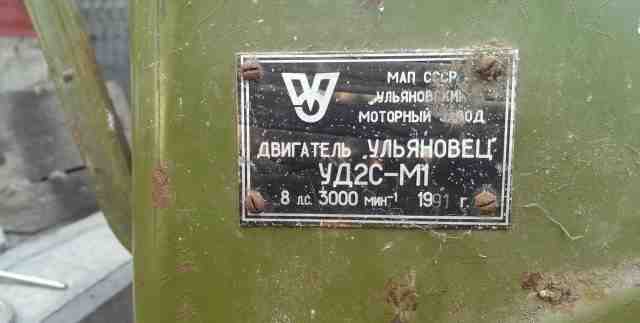 МАП СССР
УЛЬЯНОВСКИЙ
МОТОРНЫЙ ЗАВОД
ДВИГАТЕЛЬ "УЛЬЯНОВЕЦ"
УД2С-М1
8 л.с. 3000 мин⁻¹ 1991 г.